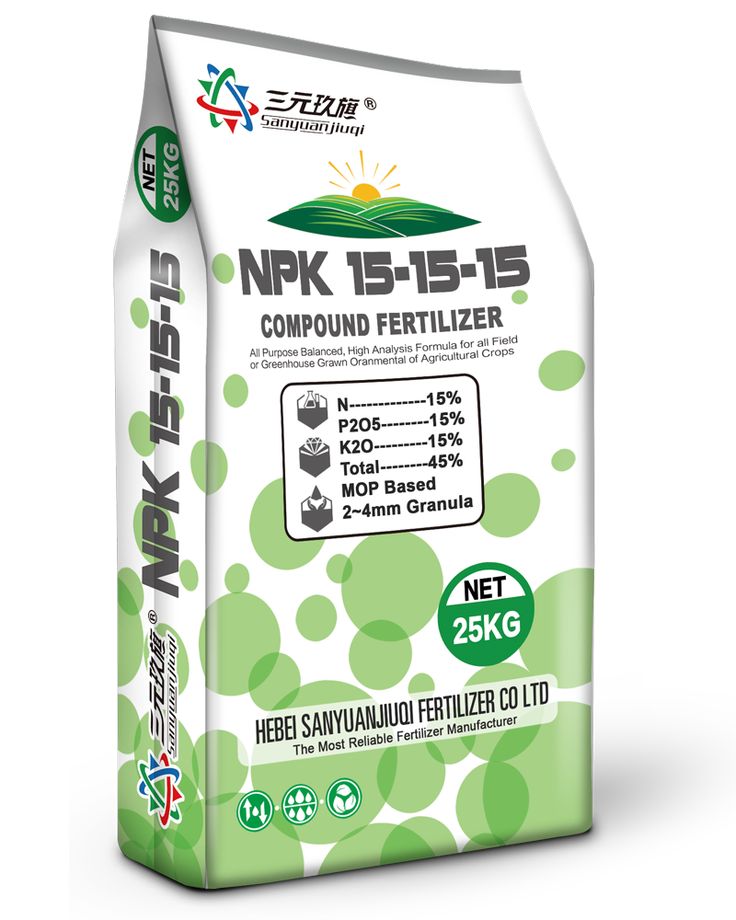 三元玖旗®
Sanyuanjiuqi
NET
25KG
NPK 15-15-15
COMPOUND FERTILIZER
All Purpose Balanced, High Analysis Formula for all Field
or Greenhouse Grawn Oranmental of Agricultural Crops
N-------------15%
P2O5--------15%
K2O---------15%
Total--------45%
MOP Based
2~4mm Granula
NET
25KG
HEBEI SANYUANJIUQI FERTILIZER CO LTD
The Most Reliable Fertilizer Manufacturer
NPK 15-15-15
三元玖旗®
Sanyuanjiuqi